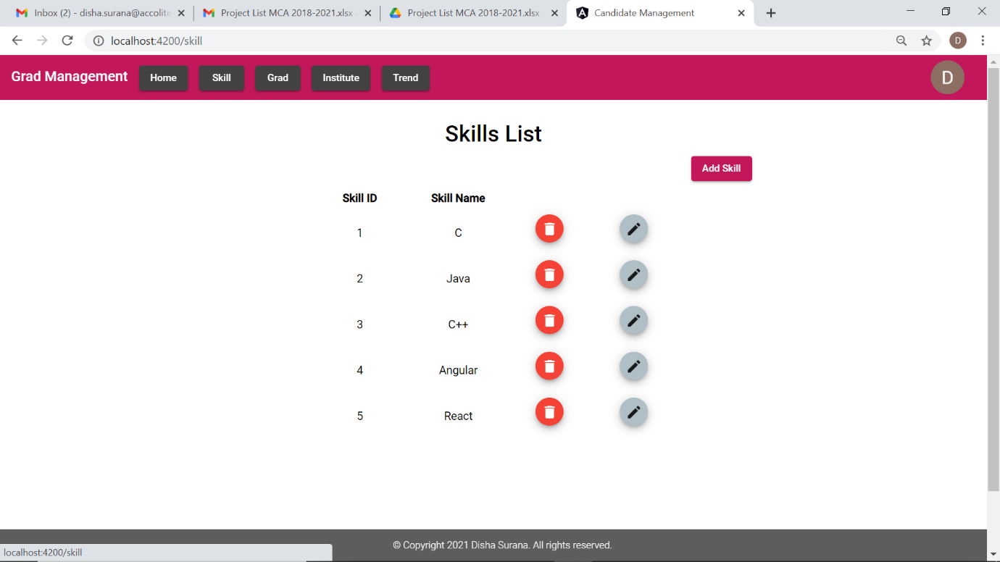 Inbox (2) - disha.surana@accolite
Project List MCA 2018-2021.xlsx -
Project List MCA 2018-2021.xlsx -
Candidate Management
localhost:4200/skill
D
Grad Management
Home
Skill
Grad
Institute
Trend
D
Skills List
Add Skill
Skill ID Skill Name
1 C
2 Java
3 C++
4 Angular
5 React
© Copyright 2021 Disha Surana. All rights reserved.
localhost:4200/skill